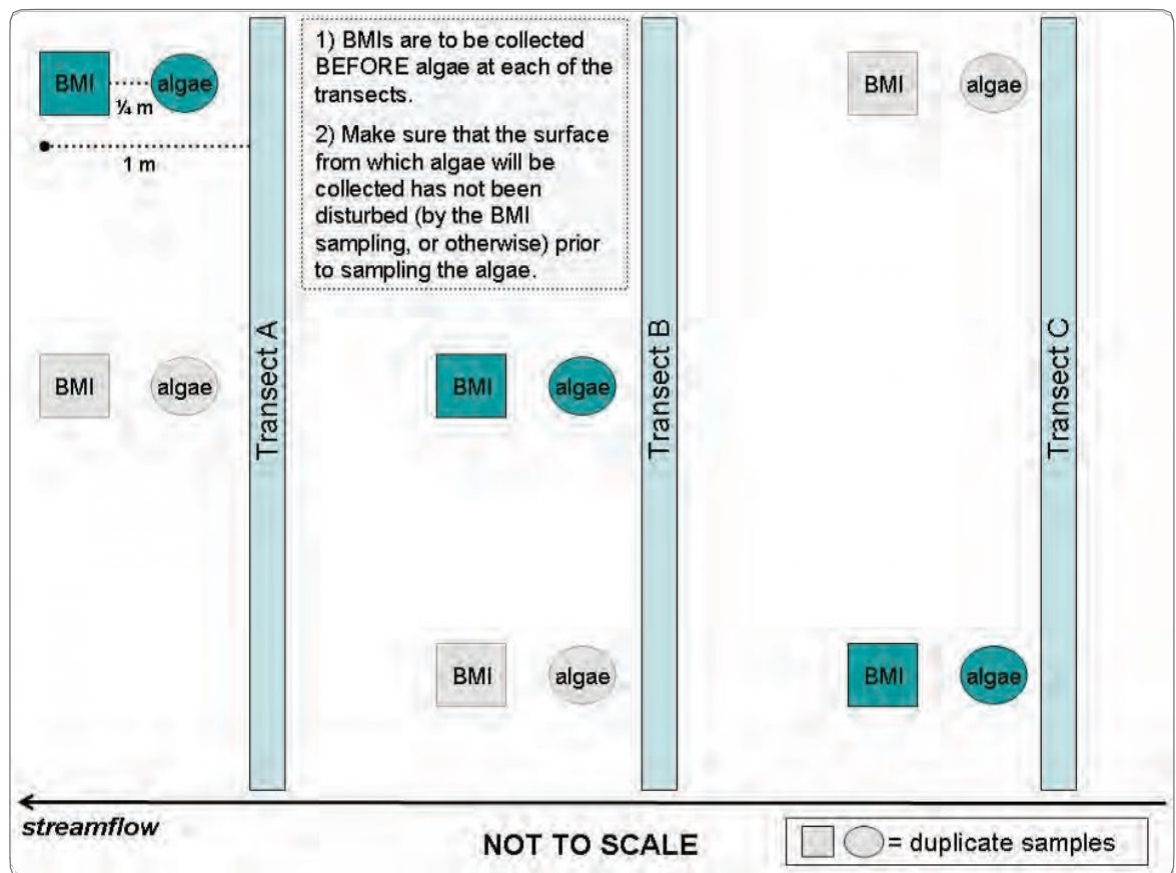 1) BMIs are to be collected
BEFORE algae at each of the
transects.
2) Make sure that the surface
from which algae will be
collected has not been
disturbed (by the BMI
sampling, or otherwise) prior
to sampling the algae.
BMI
algae
¼ m
1 m
BMI
algae
Transect A
BMI
algae
BMI
algae
Transect B
BMI
algae
BMI
algae
Transect C
streamflow
NOT TO SCALE
= duplicate samples